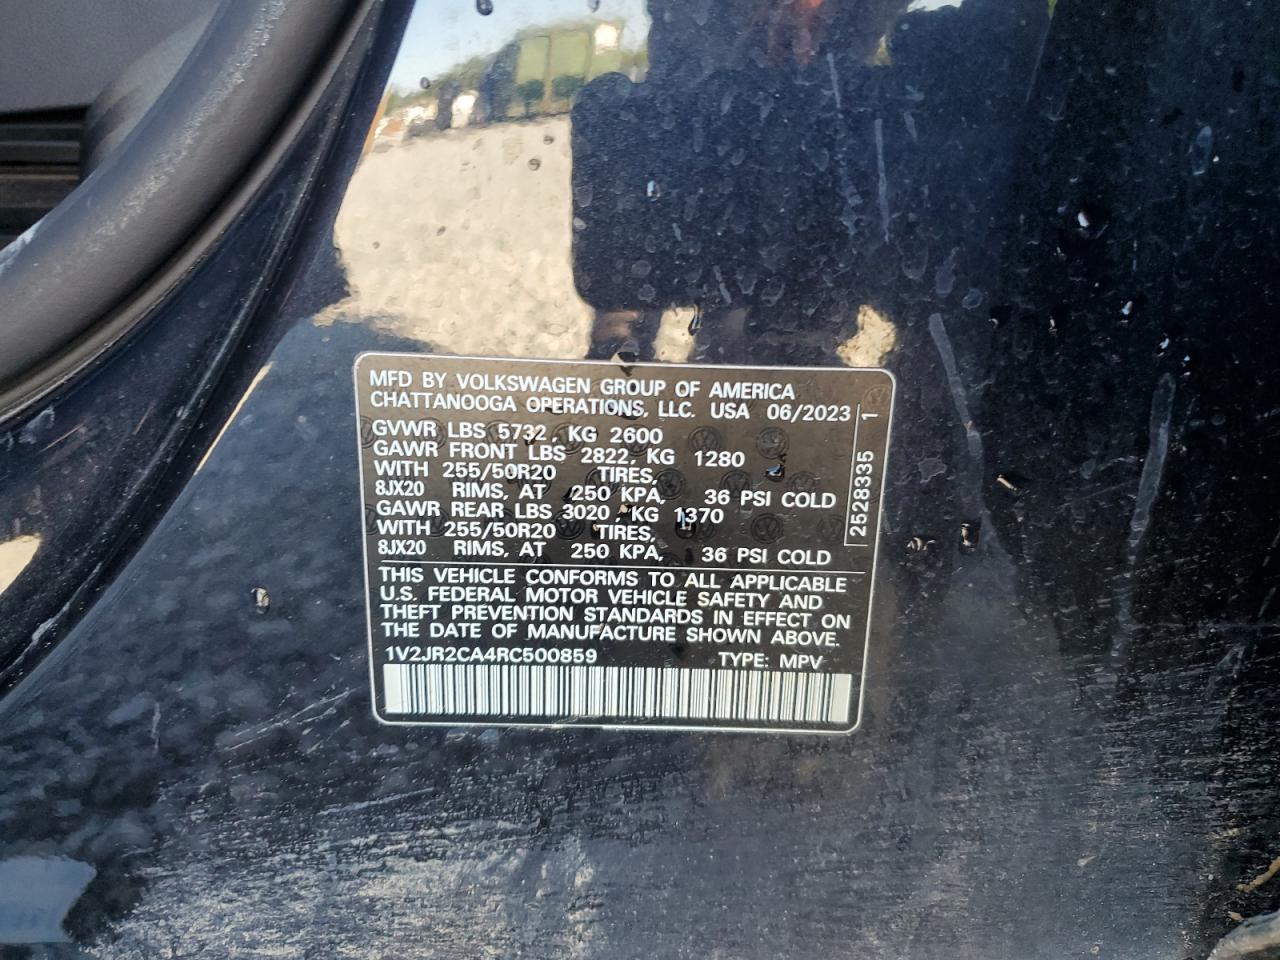 MFD BY VOLKSWAGEN GROUP OF AMERICA
CHATTANOOGA OPERATIONS, LLC. USA 06/2023
GVWR LBS 5732, KG 2600
GAWR FRONT LBS 2822, KG 1280
WITH 255/50R20 TIRES,
8JX20 RIMS, AT 250 KPA, 36 PSI COLD
GAWR REAR LBS 3020, KG 1370
WITH 255/50R20 TIRES,
8JX20 RIMS, AT 250 KPA, 36 PSI COLD
THIS VEHICLE CONFORMS TO ALL APPLICABLE
U.S. FEDERAL MOTOR VEHICLE SAFETY AND
THEFT PREVENTION STANDARDS IN EFFECT ON
THE DATE OF MANUFACTURE SHOWN ABOVE.
1V2JR2CA4RC500859 TYPE: MPV
2528335 1